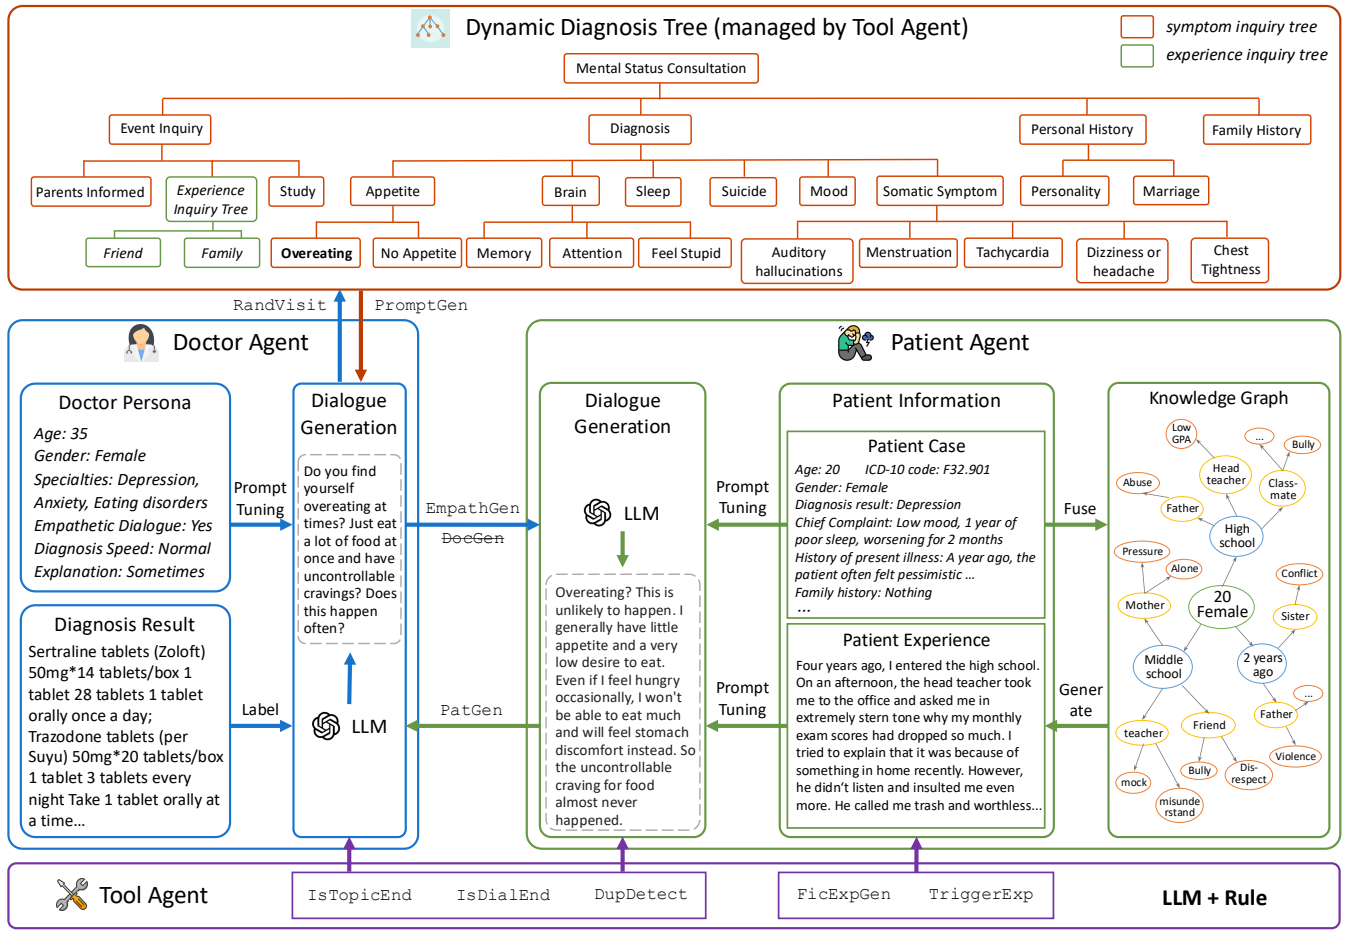 Dynamic Diagnosis Tree (managed by Tool Agent)
symptom inquiry tree
experience inquiry tree
Mental Status Consultation
Event Inquiry
Diagnosis
Personal History
Family History
Parents Informed
Experience
Inquiry Tree
Study
Appetite
Brain
Sleep
Suicide
Mood
Somatic Symptom
Personality
Marriage
Friend
Family
Overeating
No Appetite
Memory
Attention
Feel Stupid
Auditory
hallucinations
Menstruation
Tachycardia
Dizziness or
headache
Chest
Tightness
RandVisit
PromptGen
Doctor Agent
Doctor Persona
Age: 35
Gender: Female
Specialties: Depression,
Anxiety, Eating disorders
Empathetic Dialogue: Yes
Diagnosis Speed: Normal
Explanation: Sometimes
Prompt
Tuning
Diagnosis Result
Sertraline tablets (Zoloft)
50mg*14 tablets/box 1
tablet 28 tablets 1 tablet
orally once a day;
Trazodone tablets (per
Suyu) 50mg*20 tablets/box
1 tablet 3 tablets every
night Take 1 tablet orally at
a time...
Label
Dialogue
Generation
Do you find
yourself
overeating at
times? Just eat
a lot of food at
once and have
uncontrollable
cravings? Does
this happen
often?
LLM
EmpathGen
DocGen
PatGen
Patient Agent
Dialogue
Generation
LLM
Overeating? This is
unlikely to happen. I
generally have little
appetite and a very
low desire to eat.
Even if I feel hungry
occasionally, I won't
be able to eat much
and will feel stomach
discomfort instead. So
the uncontrollable
craving for food
almost never
happened.
Prompt
Tuning
Prompt
Tuning
Patient Information
Patient Case
Age: 20 ICD-10 code: F32.901
Gender: Female
Diagnosis result: Depression
Chief Complaint: Low mood, 1 year of
poor sleep, worsening for 2 months
History of present illness: A year ago, the
patient often felt pessimistic ...
Family history: Nothing
...
Patient Experience
Four years ago, I entered the high school.
On an afternoon, the head teacher took
me to the office and asked me in
extremely stern tone why my monthly
exam scores had dropped so much. I
tried to explain that it was because of
something in home recently. However,
he didn't listen and insulted me even
more. He called me trash and worthless...
Fuse
Gener
ate
Knowledge Graph
Low
GPA
...
Bully
Head
teacher
Class-
mate
Abuse
Father
High
school
Pressure
Alone
Conflict
Mother
20
Female
Sister
Middle
school
2 years
ago
...
teacher
Friend
Father
mock
Bully
Dis-
respect
Violence
misunde
rstand
Tool Agent
IsTopicEnd
IsDialEnd
DupDetect
FicExpGen
TriggerExp
LLM + Rule